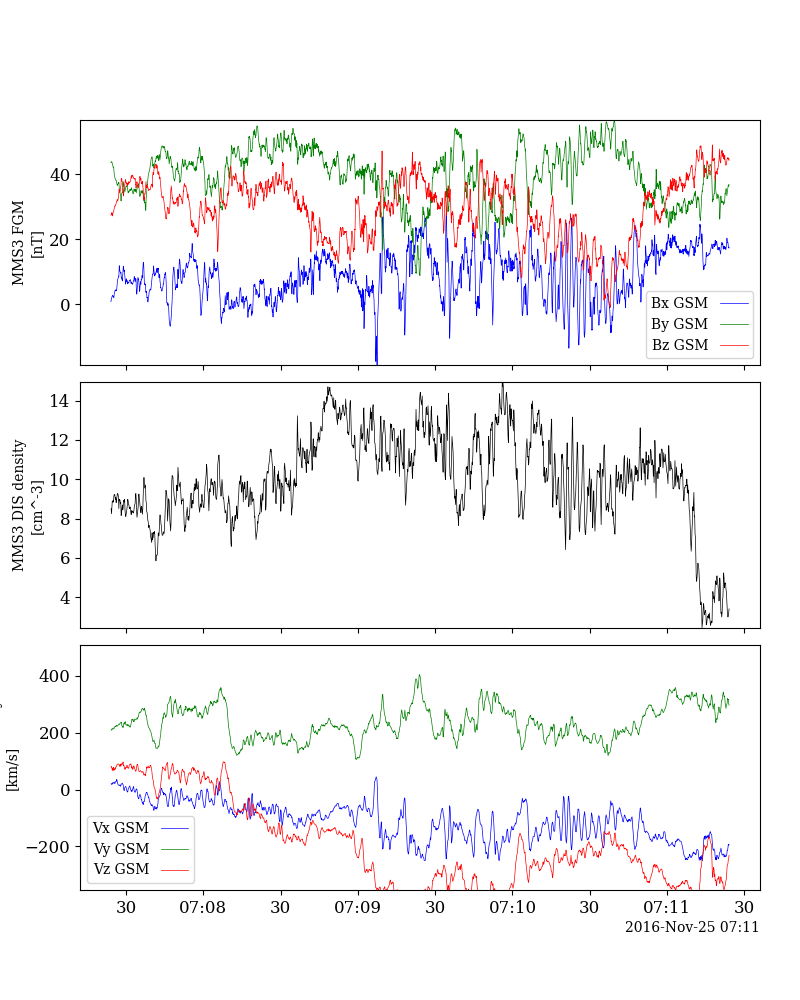 MMS3 FGM
[nT]
40
20
0
Bx GSM
By GSM
Bz GSM
MMS3 DIS density
[cm^-3]
14
12
10
8
6
4
[km/s]
400
200
0
−200
Vx GSM
Vy GSM
Vz GSM
30 07:08 30 07:09 30 07:10 30 07:11 30
2016-Nov-25 07:11